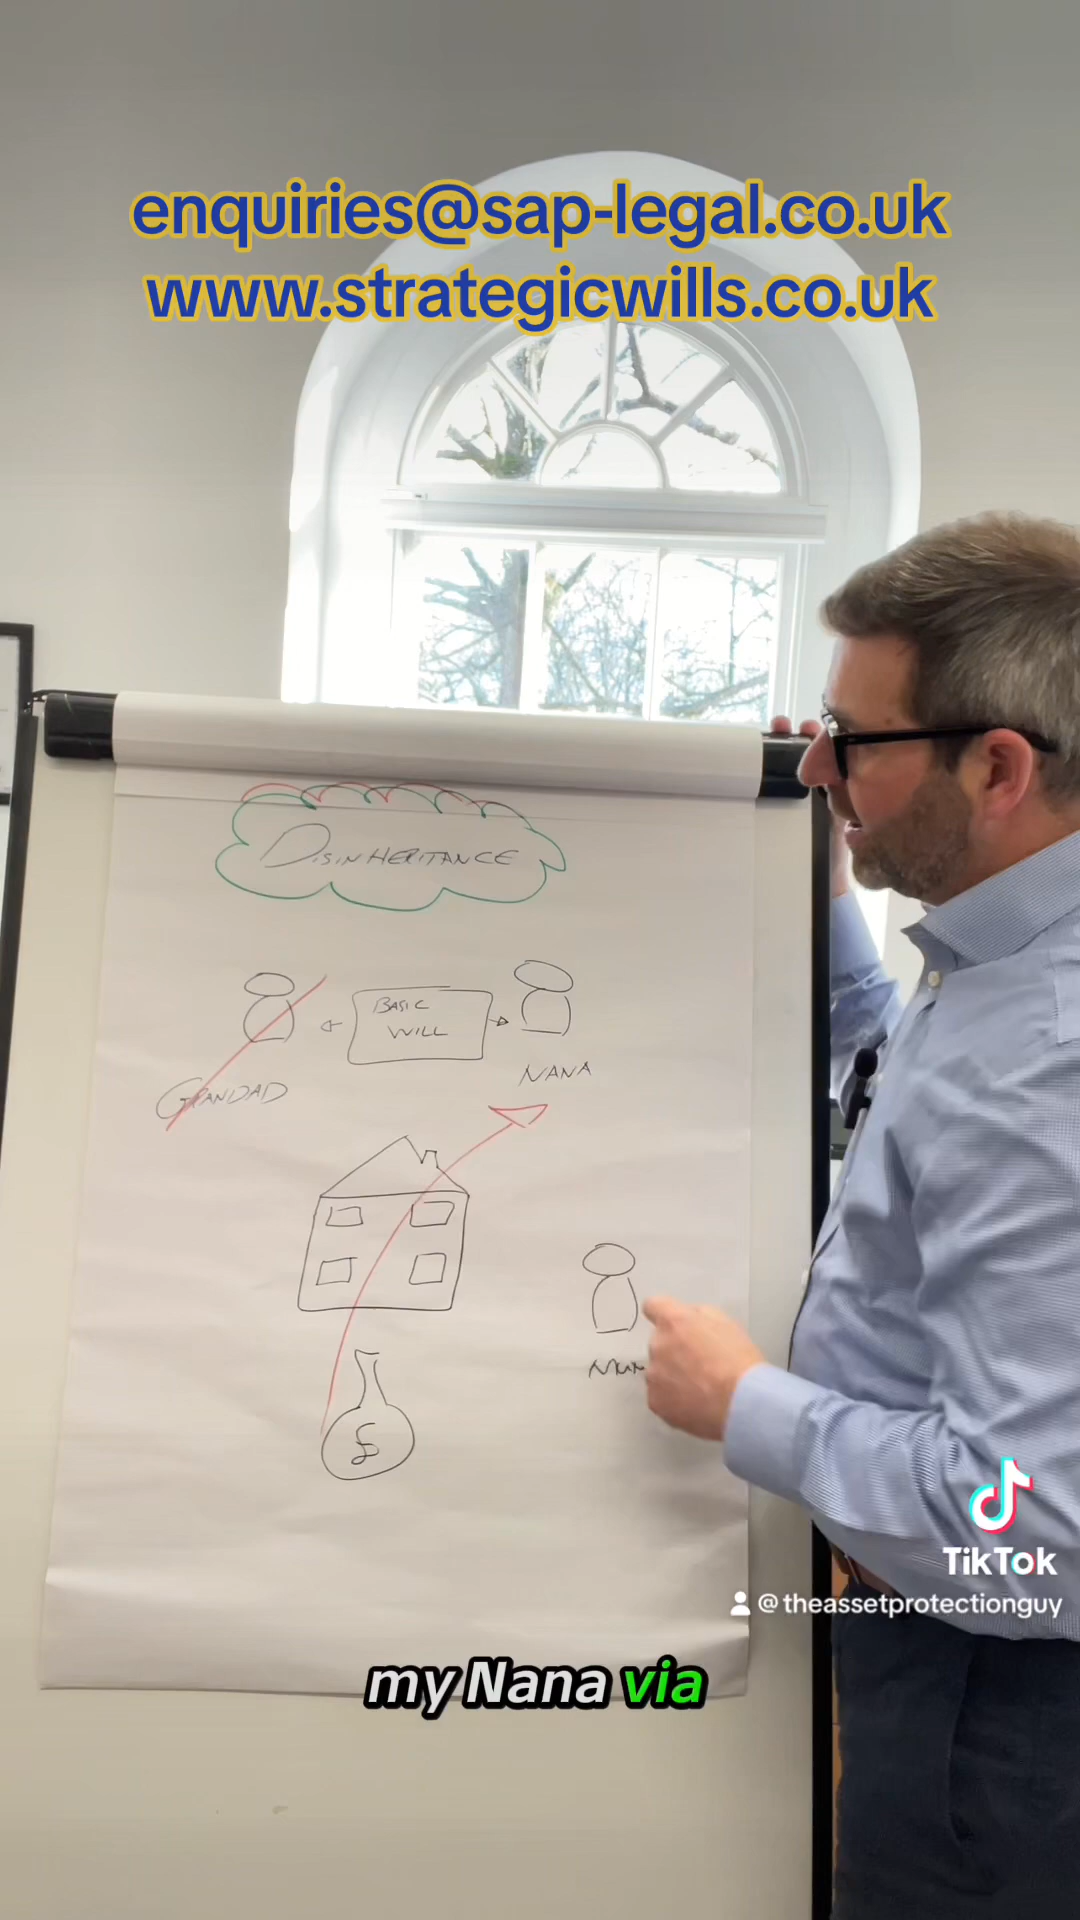 enquiries@sap-legal.co.uk
www.strategicwills.co.uk
DISINHERITANCE
BASIC
WILL
NANA
GRANDAD
£
TikTok
@theassetprotectionguy
my Nana via